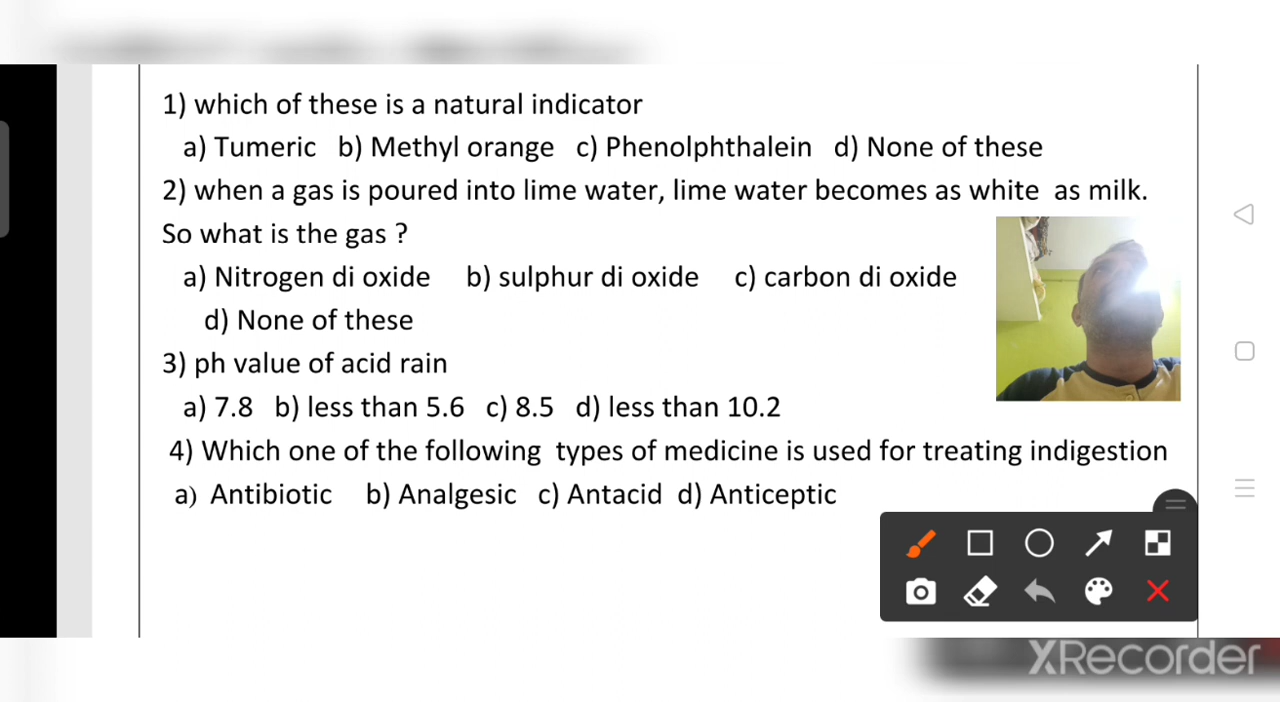 1) which of these is a natural indicator
a) Tumeric b) Methyl orange c) Phenolphthalein d) None of these
2) when a gas is poured into lime water, lime water becomes as white as milk.
So what is the gas ?
a) Nitrogen di oxide b) sulphur di oxide c) carbon di oxide
d) None of these
3) ph value of acid rain
a) 7.8 b) less than 5.6 c) 8.5 d) less than 10.2
4) Which one of the following types of medicine is used for treating indigestion
a) Antibiotic b) Analgesic c) Antacid d) Anticeptic
XRecorder